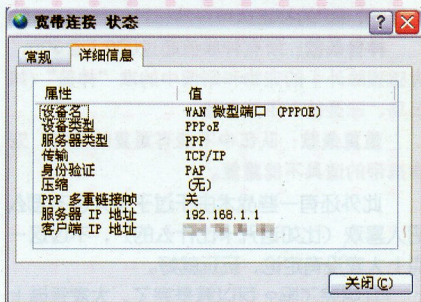 宽带连接 状态
常规 详细信息
属性 值
设备名 WAN 微型端口 (PPPOE)
设备类型 PPPoE
服务器类型 PPP
传输 TCP/IP
身份验证 PAP
压缩 (无)
PPP 多重链接帧 关
服务器 IP 地址 192.168.1.1
客户端 IP 地址
关闭(C)